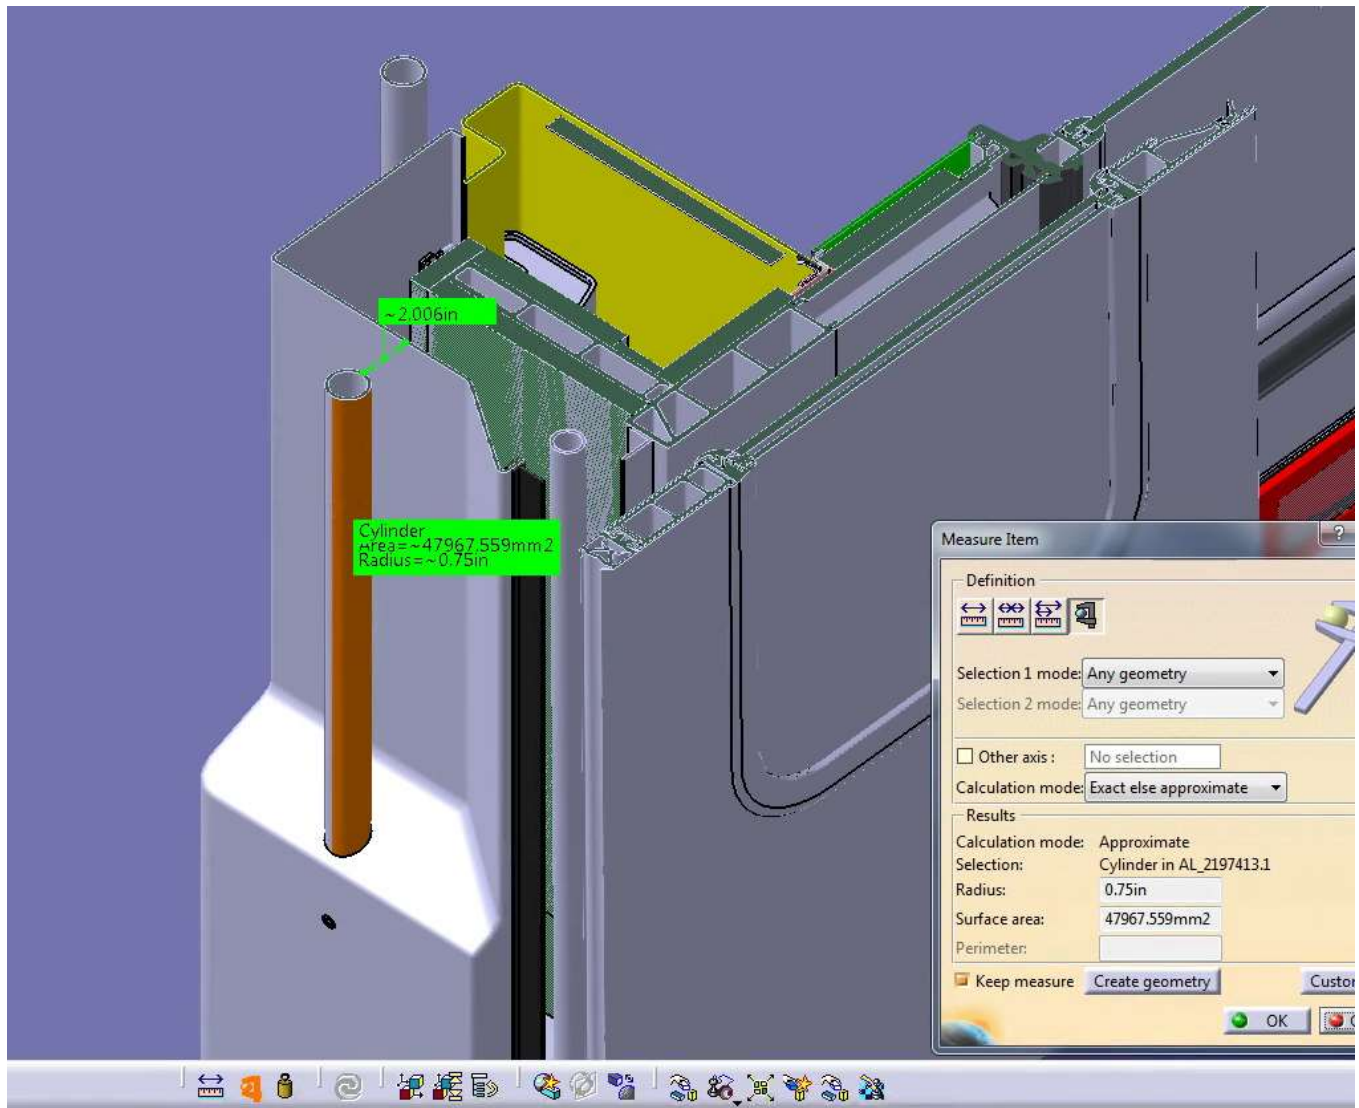 ~2.006in
Cylinder
Area=~47967.559mm2
Radius=~0.75in
Measure Item
?
Definition
Selection 1 mode: Any geometry
Selection 2 mode: Any geometry
Other axis : No selection
Calculation mode: Exact else approximate
Results
Calculation mode: Approximate
Selection: Cylinder in AL_2197413.1
Radius: 0.75in
Surface area: 47967.559mm2
Perimeter:
Keep measure Create geometry Custor
OK